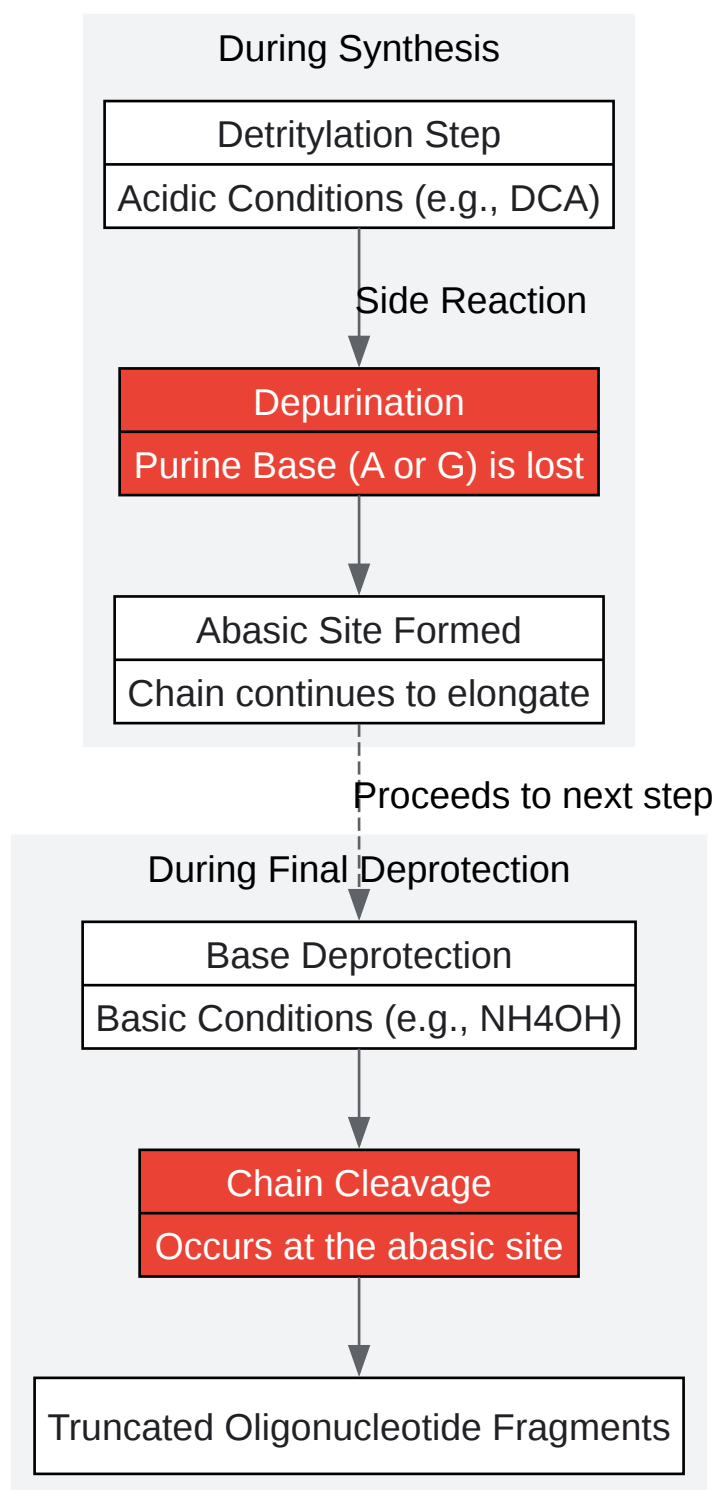 During Synthesis
Detritylation Step
Acidic Conditions (e.g., DCA)
Side Reaction
Depurination
Purine Base (A or G) is lost
Abasic Site Formed
Chain continues to elongate
Proceeds to next step
During Final Deprotection
Base Deprotection
Basic Conditions (e.g., NH4OH)
Chain Cleavage
Occurs at the abasic site
Truncated Oligonucleotide Fragments